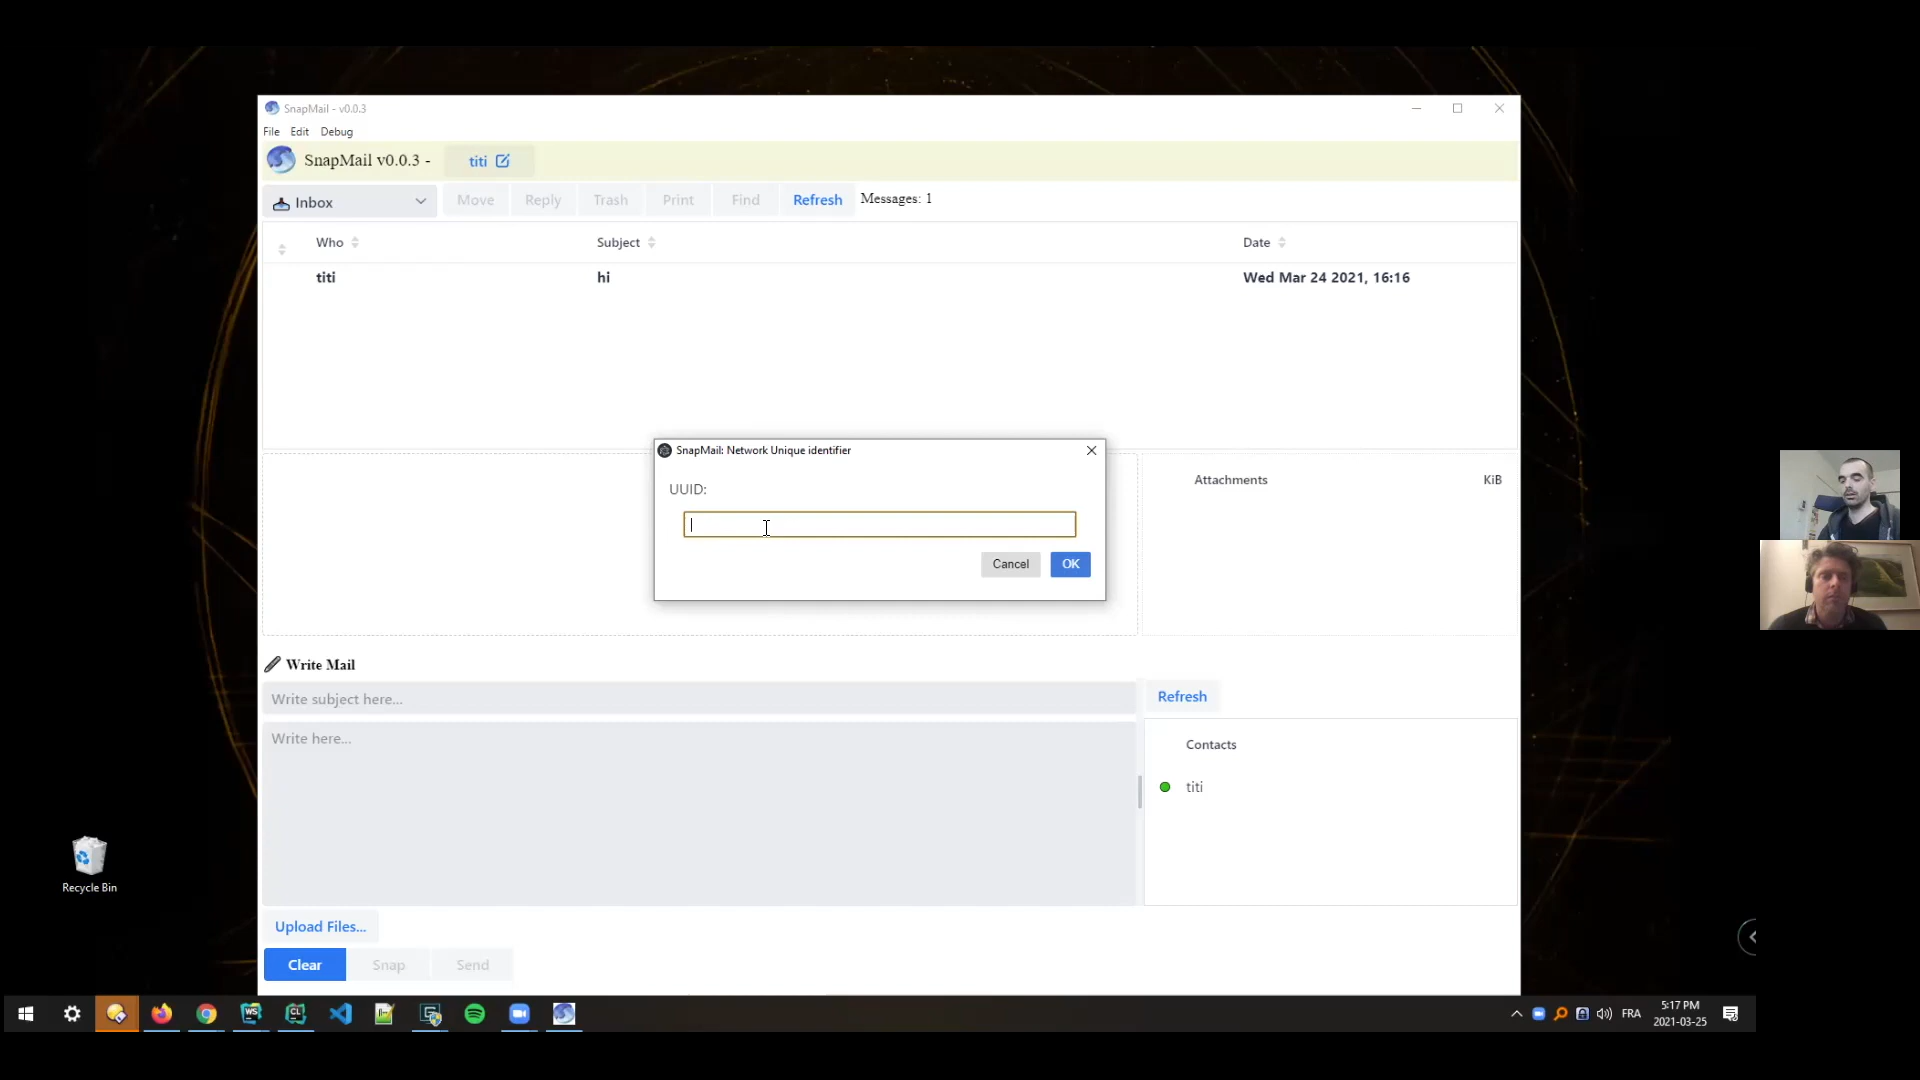 SnapMail - v0.0.3
File Edit Debug
SnapMail v0.0.3 - titi
Inbox Move Reply Trash Print Find Refresh Messages: 1
Who Subject Date
titi hi Wed Mar 24 2021, 16:16
SnapMail: Network Unique identifier
UUID:
Cancel OK
Attachments KiB
Write Mail
Write subject here...
Refresh
Write here...
Contacts
titi
Upload Files...
Clear Snap Send
Recycle Bin
WS CL
FRA
5:17 PM
2021-03-25